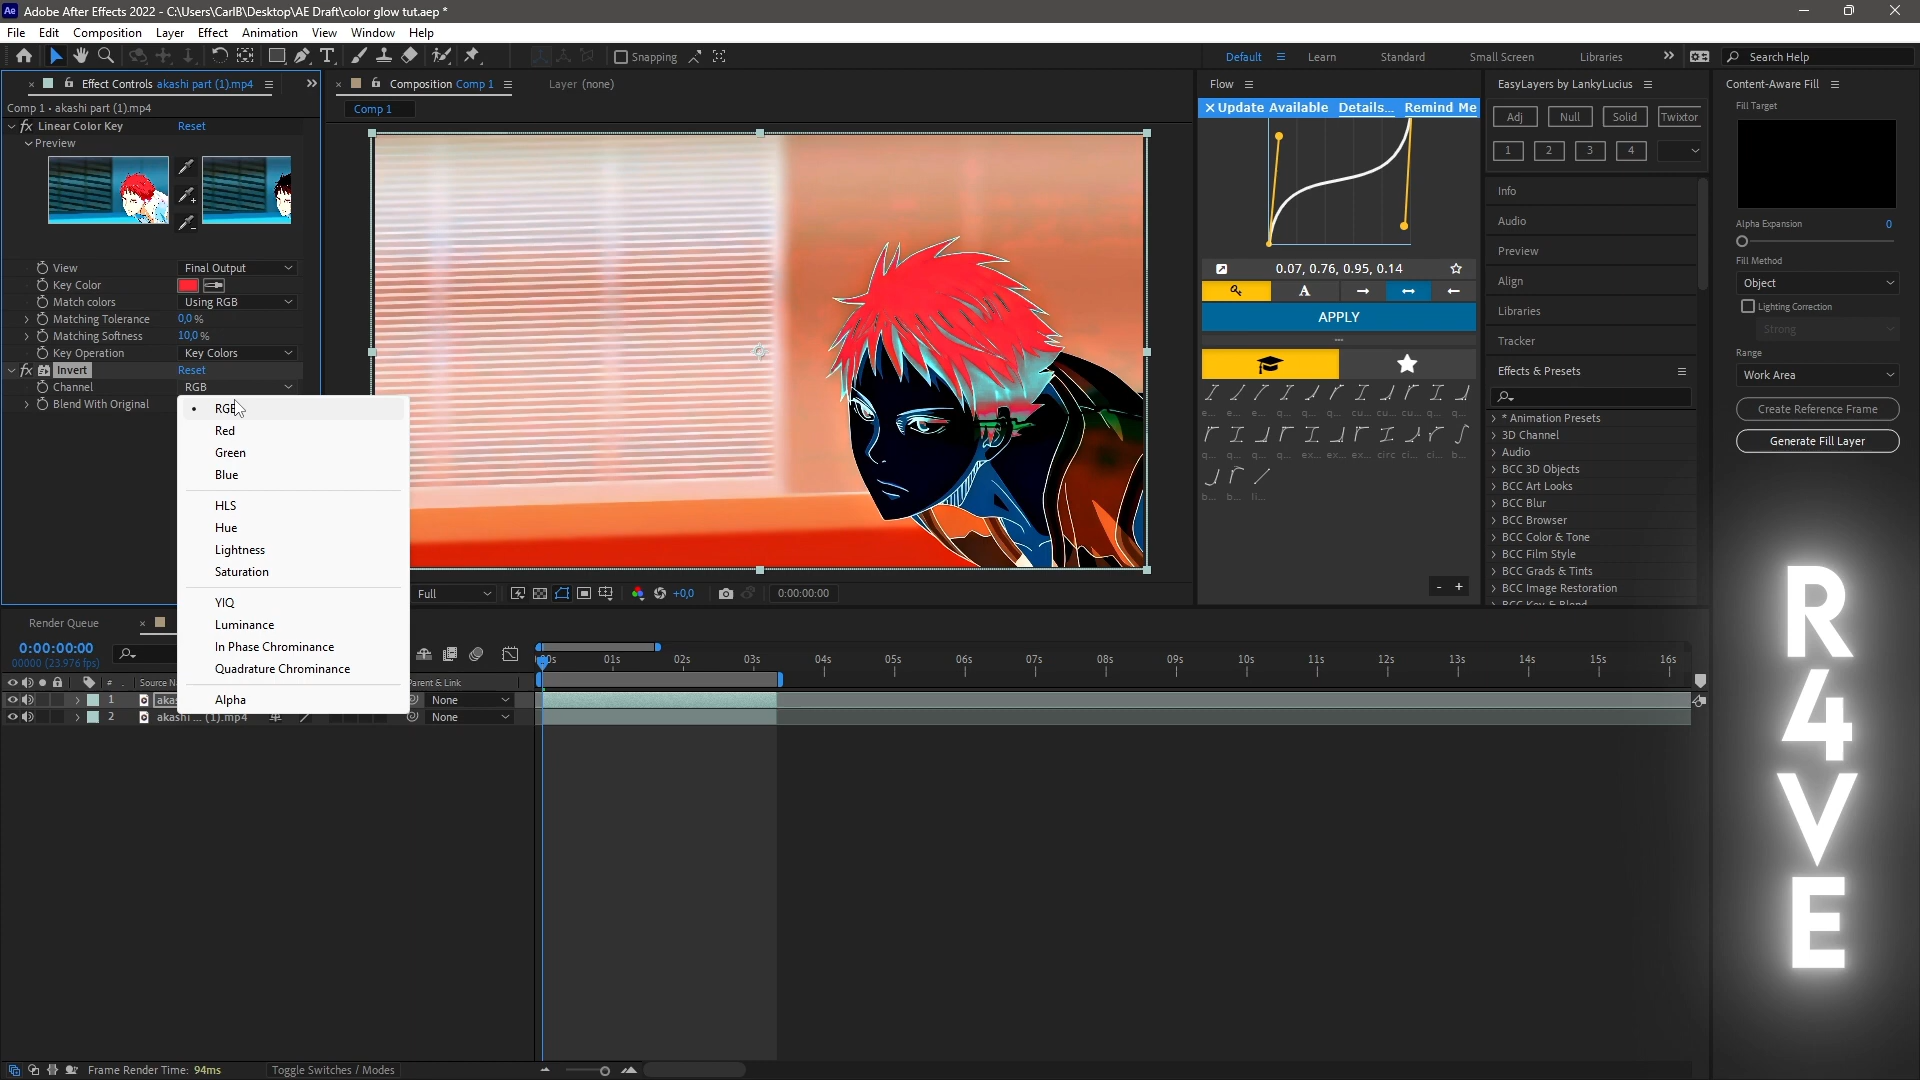 Ae Adobe After Effects 2022 - C:\Users\CarlB\Desktop\AE Draft\color glow tut.aep *
File Edit Composition Layer Effect Animation View Window Help
Snapping
Default Learn Standard Small Screen Libraries Search Help
Effect Controls akashi part (1).mp4
Comp 1 • akashi part (1).mp4
fx Linear Color Key Reset
Preview
View Final Output
Key Color
Match colors Using RGB
Matching Tolerance 0,0 %
Matching Softness 10,0 %
Key Operation Key Colors
fx Invert Reset
Channel RGB
Blend With Original
RGB
Red
Green
Blue
HLS
Hue
Lightness
Saturation
YIQ
Luminance
In Phase Chrominance
Quadrature Chrominance
Alpha
Composition Comp 1
Layer (none)
Comp 1
Full +0,0 0:00:00:00
Flow
Update Available Details... Remind Me
0.07, 0.76, 0.95, 0.14
A
APPLY
- +
EasyLayers by LankyLucius
Adj Null Solid Twixtor
1 2 3 4
Info
Audio
Preview
Align
Libraries
Tracker
Effects & Presets
* Animation Presets
3D Channel
Audio
BCC 3D Objects
BCC Art Looks
BCC Blur
BCC Browser
BCC Color & Tone
BCC Film Style
BCC Grads & Tints
BCC Image Restoration
BCC Key & Blend
Content-Aware Fill
Fill Target
Alpha Expansion 0
Fill Method
Object
Lighting Correction
Strong
Range
Work Area
Create Reference Frame
Generate Fill Layer
R4VE
Render Queue
0:00:00:00
00000 (23.976 fps)
# Source Na Parent & Link
01s 02s 03s 04s 05s 06s 07s 08s 09s 10s 11s 12s 13s 14s 15s 16s
1 akas None
2 akashi ... (1).mp4 None
Frame Render Time: 94ms Toggle Switches / Modes